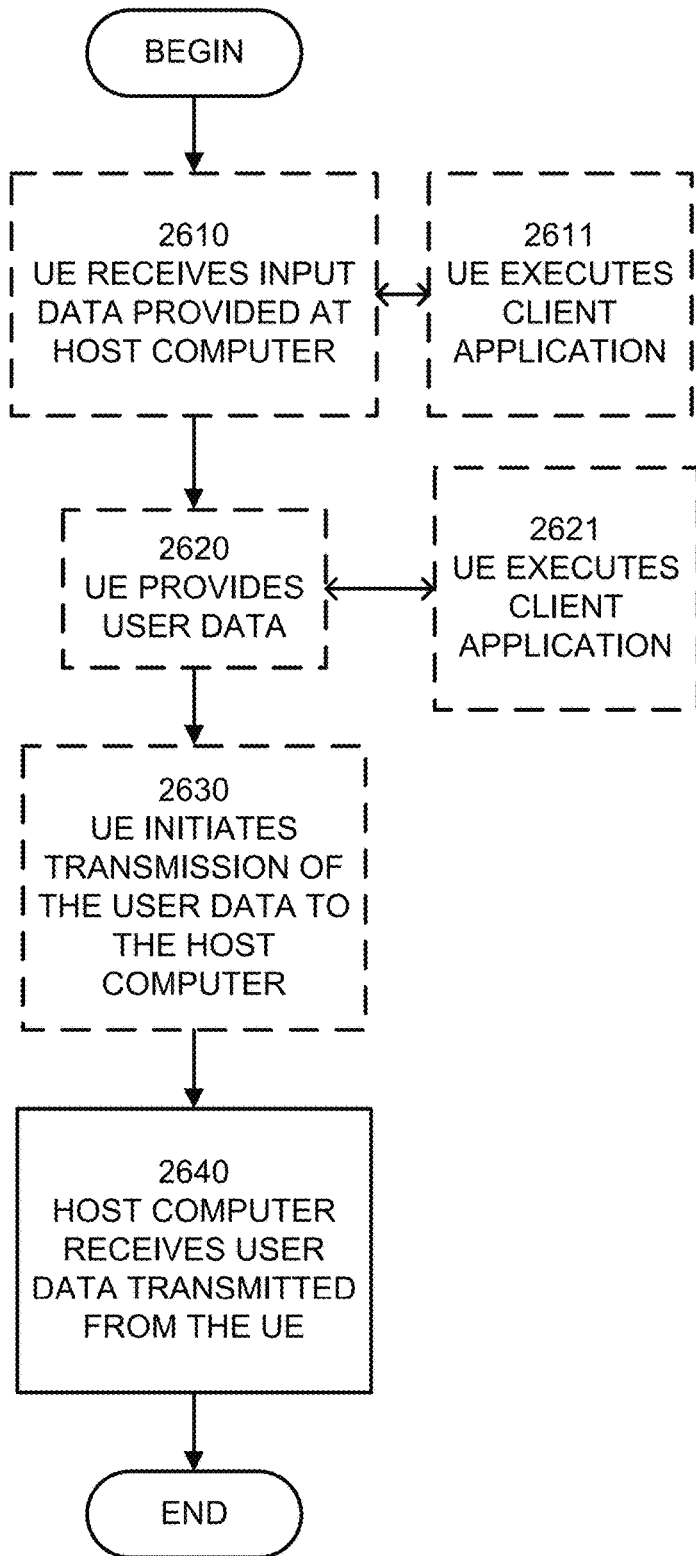 BEGIN
2610
UE RECEIVES INPUT
DATA PROVIDED AT
HOST COMPUTER
2611
UE EXECUTES
CLIENT
APPLICATION
2620
UE PROVIDES
USER DATA
2621
UE EXECUTES
CLIENT
APPLICATION
2630
UE INITIATES
TRANSMISSION OF
THE USER DATA TO
THE HOST
COMPUTER
2640
HOST COMPUTER
RECEIVES USER
DATA TRANSMITTED
FROM THE UE
END